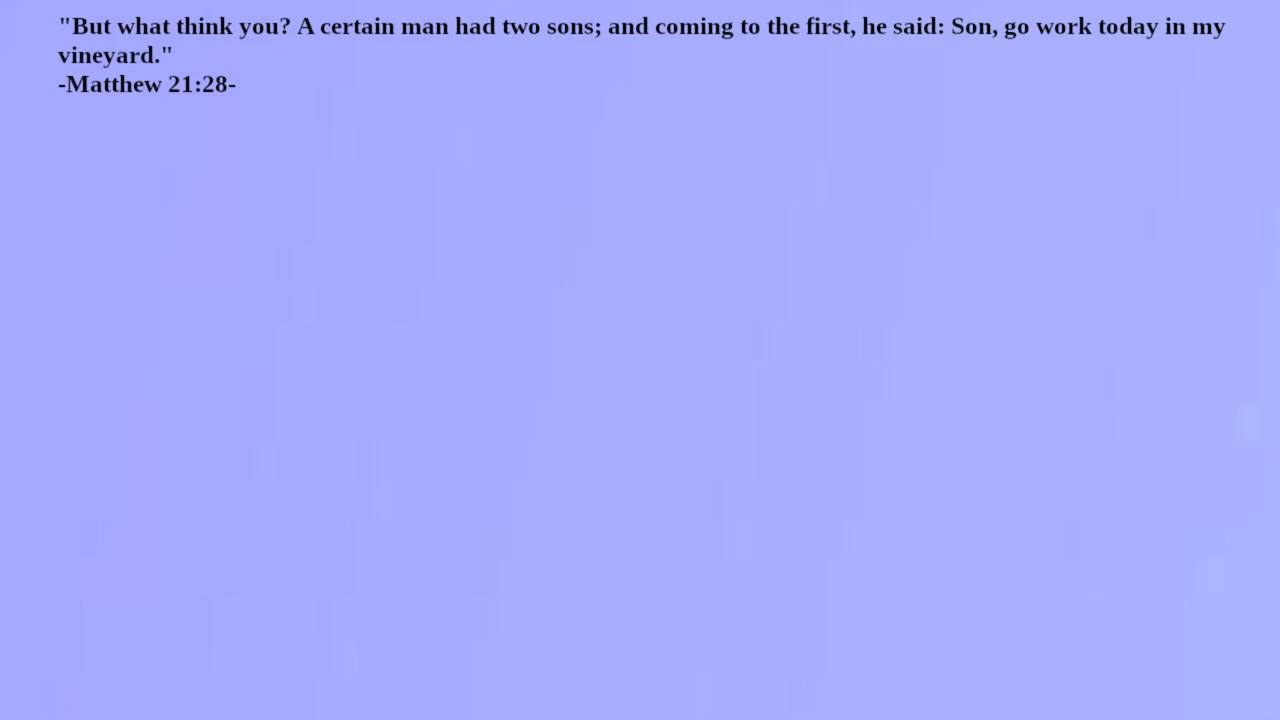 "But what think you? A certain man had two sons; and coming to the first, he said: Son, go work today in my
vineyard."
-Matthew 21:28-